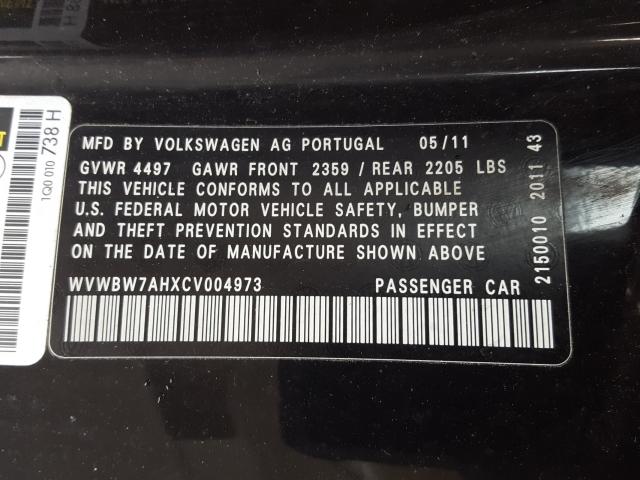 MFD BY VOLKSWAGEN AG PORTUGAL 05/11
GVWR 4497 GAWR FRONT 2359 / REAR 2205 LBS
THIS VEHICLE CONFORMS TO ALL APPLICABLE
U.S. FEDERAL MOTOR VEHICLE SAFETY, BUMPER
AND THEFT PREVENTION STANDARDS IN EFFECT
ON THE DATE OF MANUFACTURE SHOWN ABOVE
WVWBW7AHXCV004973 PASSENGER CAR
2150010 2011 43
1Q0 010 738 H